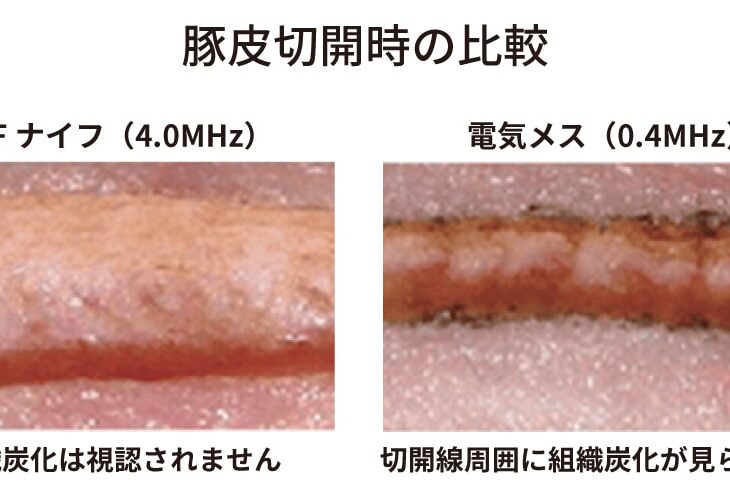 豚皮切開時の比較
F ナイフ（4.0MHz）
電気メス（0.4MHz）
炭化は視認されません
切開線周囲に組織炭化が見ら